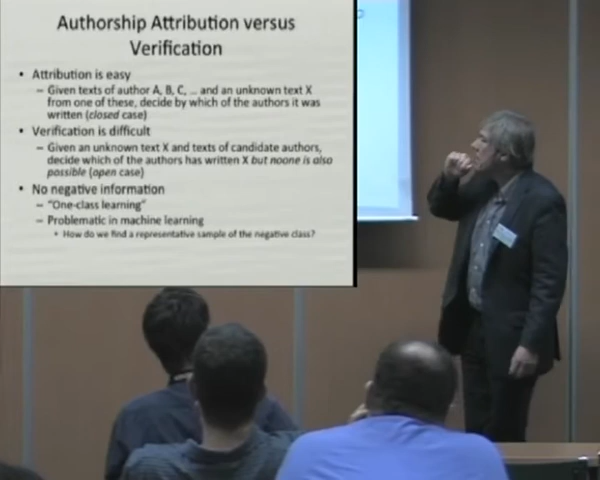 Authorship Attribution versus
Verification
• Attribution is easy
– Given texts of author A, B, C, .. and an unknown text X
from one of these, decide by which of the authors it was
written (closed case)
• Verification is difficult
– Given an unknown text X and texts of candidate authors,
decide which of the authors has written X but noone is also
possible (open case)
• No negative information
– "One-class learning"
– Problematic in machine learning
• How do we find a representative sample of the negative class?